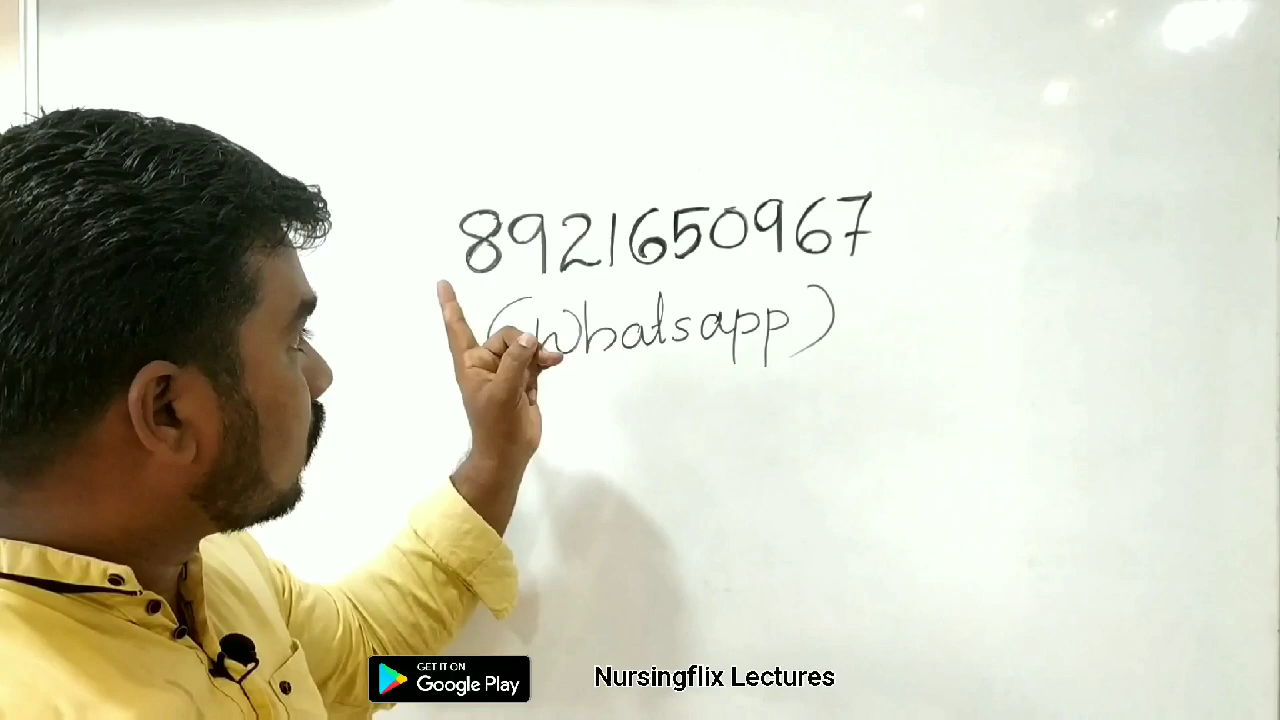 8921650967
(Whatsapp)
GET IT ON
Google Play
Nursingflix Lectures